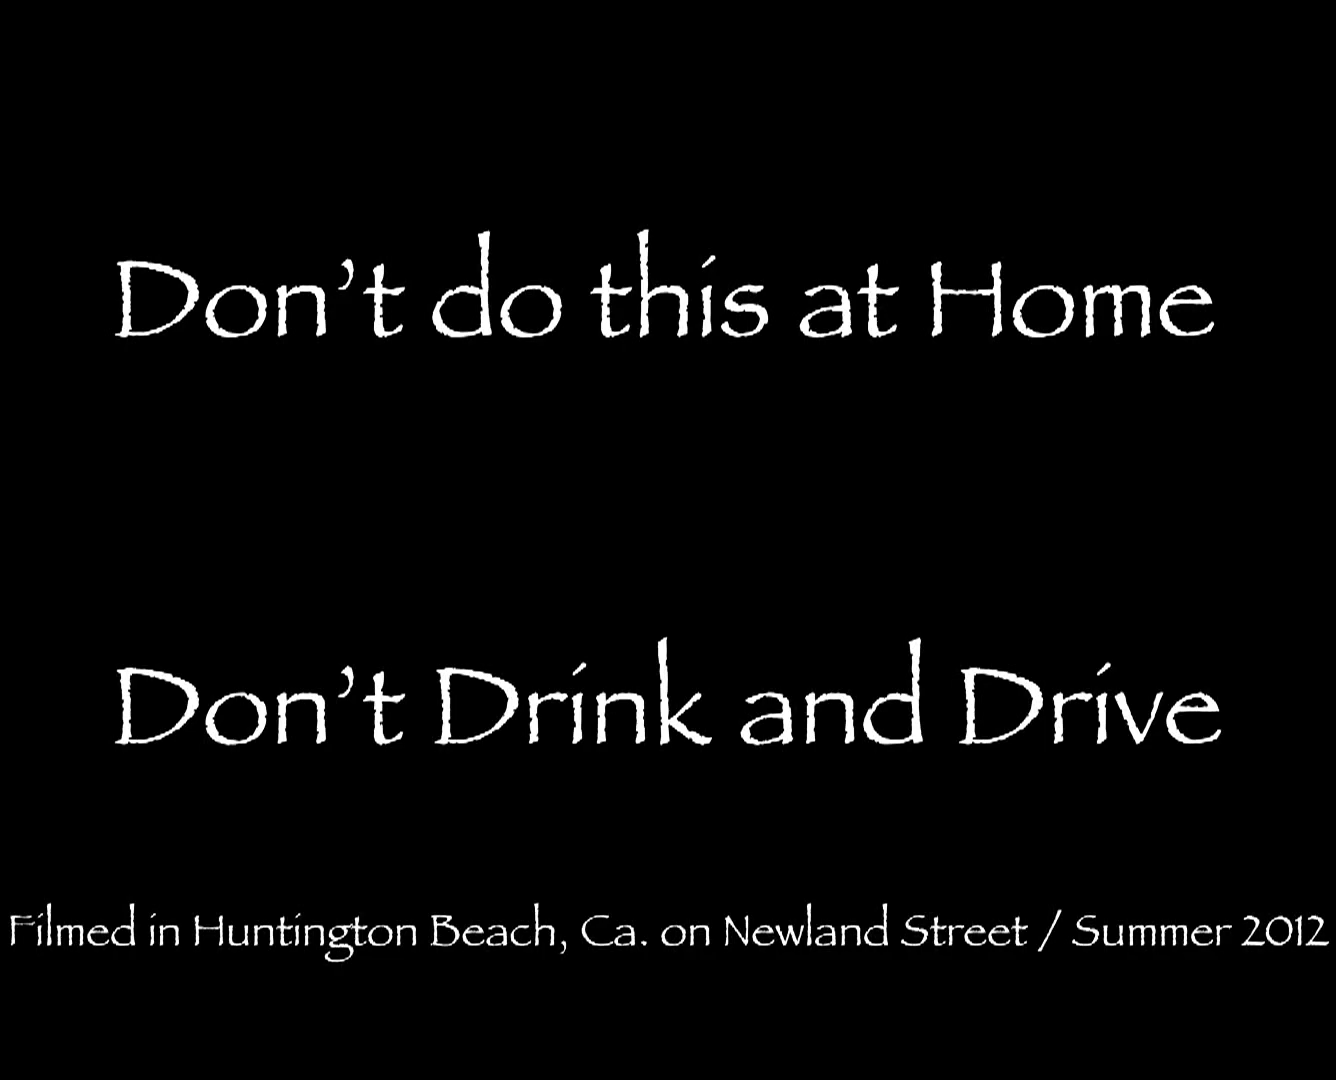 Don’t do this at Home
Don’t Drink and Drive
Filmed in Huntington Beach, Ca. on Newland Street / Summer 2012